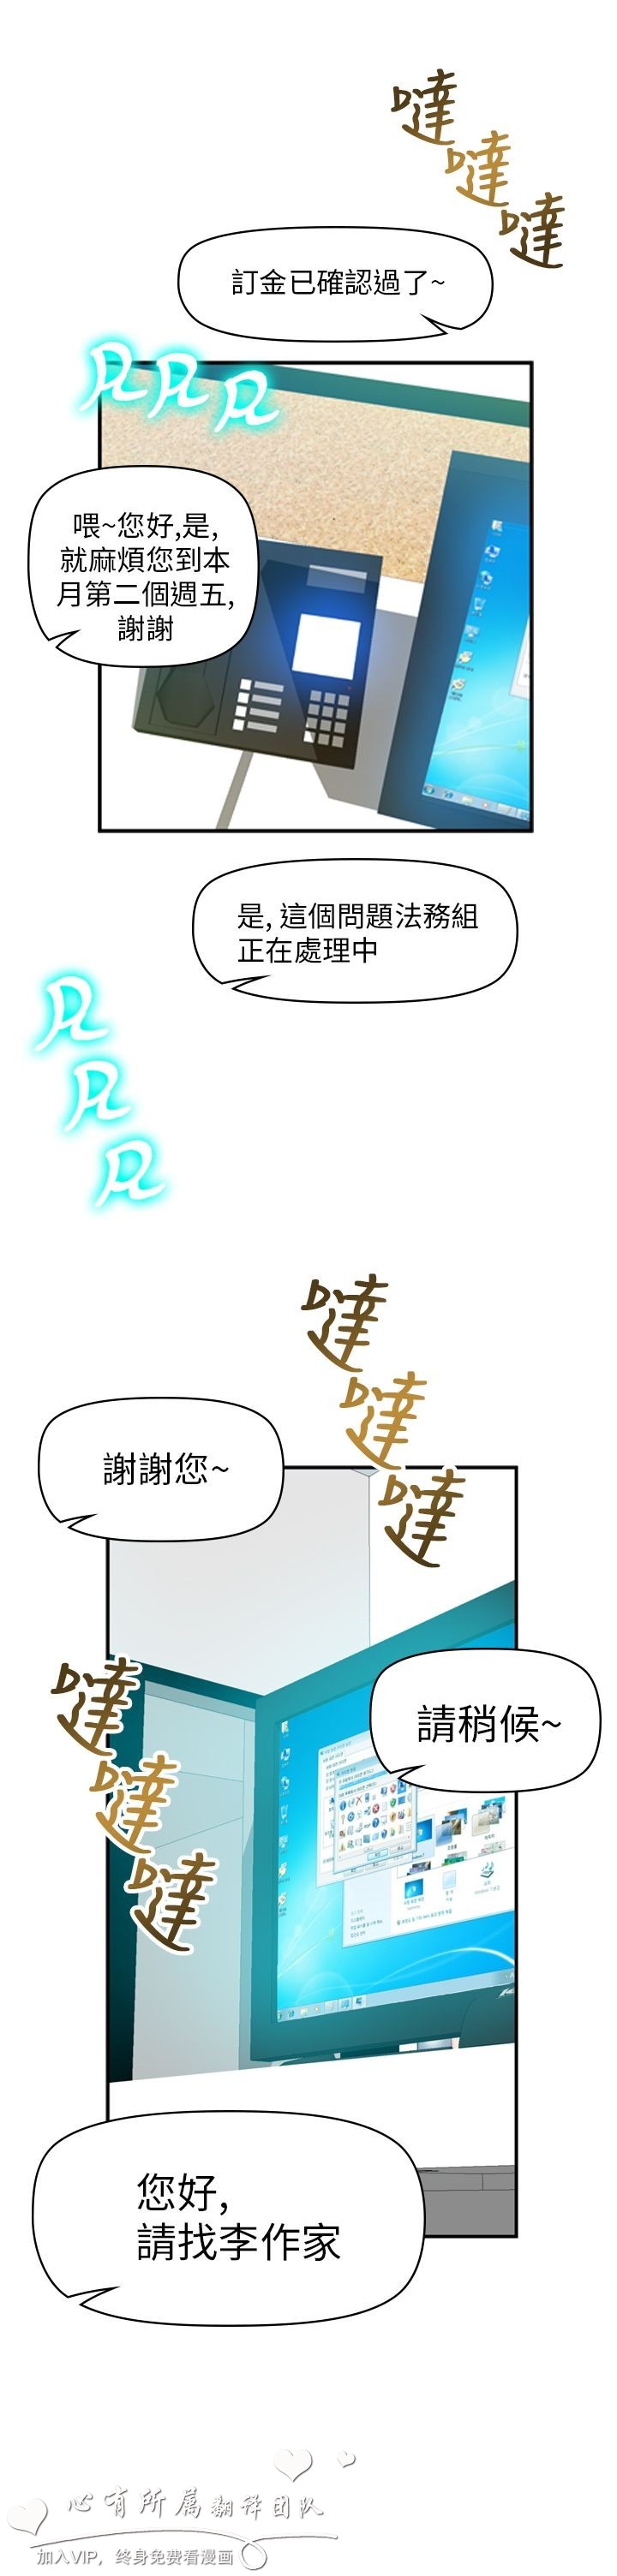 噠
噠
噠
訂金已確認過了~
喂~您好,是,
就麻煩您到本
月第二個週五,
謝謝
是, 這個問題法務組
正在處理中
噠
噠
噠
謝謝您~
噠
噠
噠
請稍候~
您好,
請找李作家
心有所属翻译团队
加入VIP，终身免费看漫画